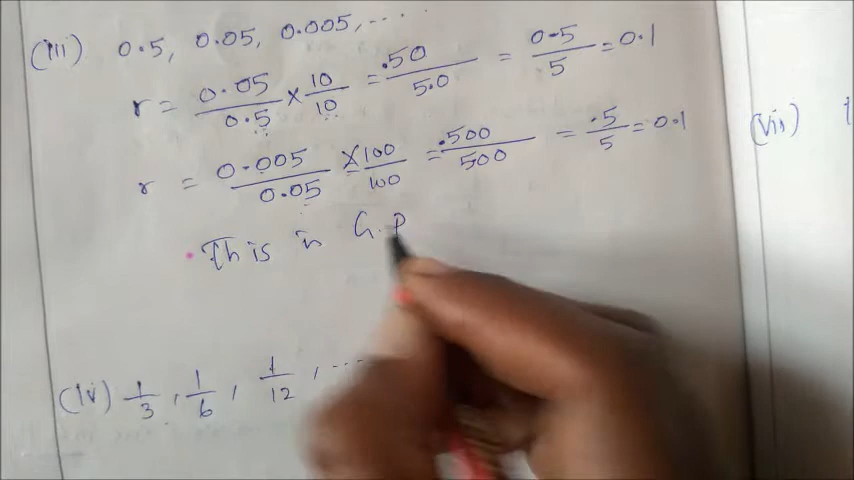 (iii) 0.5, 0.05, 0.005, ....
r = 0.05/0.5 × 10/10 = .50/5.0 = 0.5/5 = 0.1
r = 0.005/0.05 × 100/100 = .500/500 = .5/5 = 0.1
(vii)
This is G.P
(iv) 1/3, 1/6, 1/12, ....